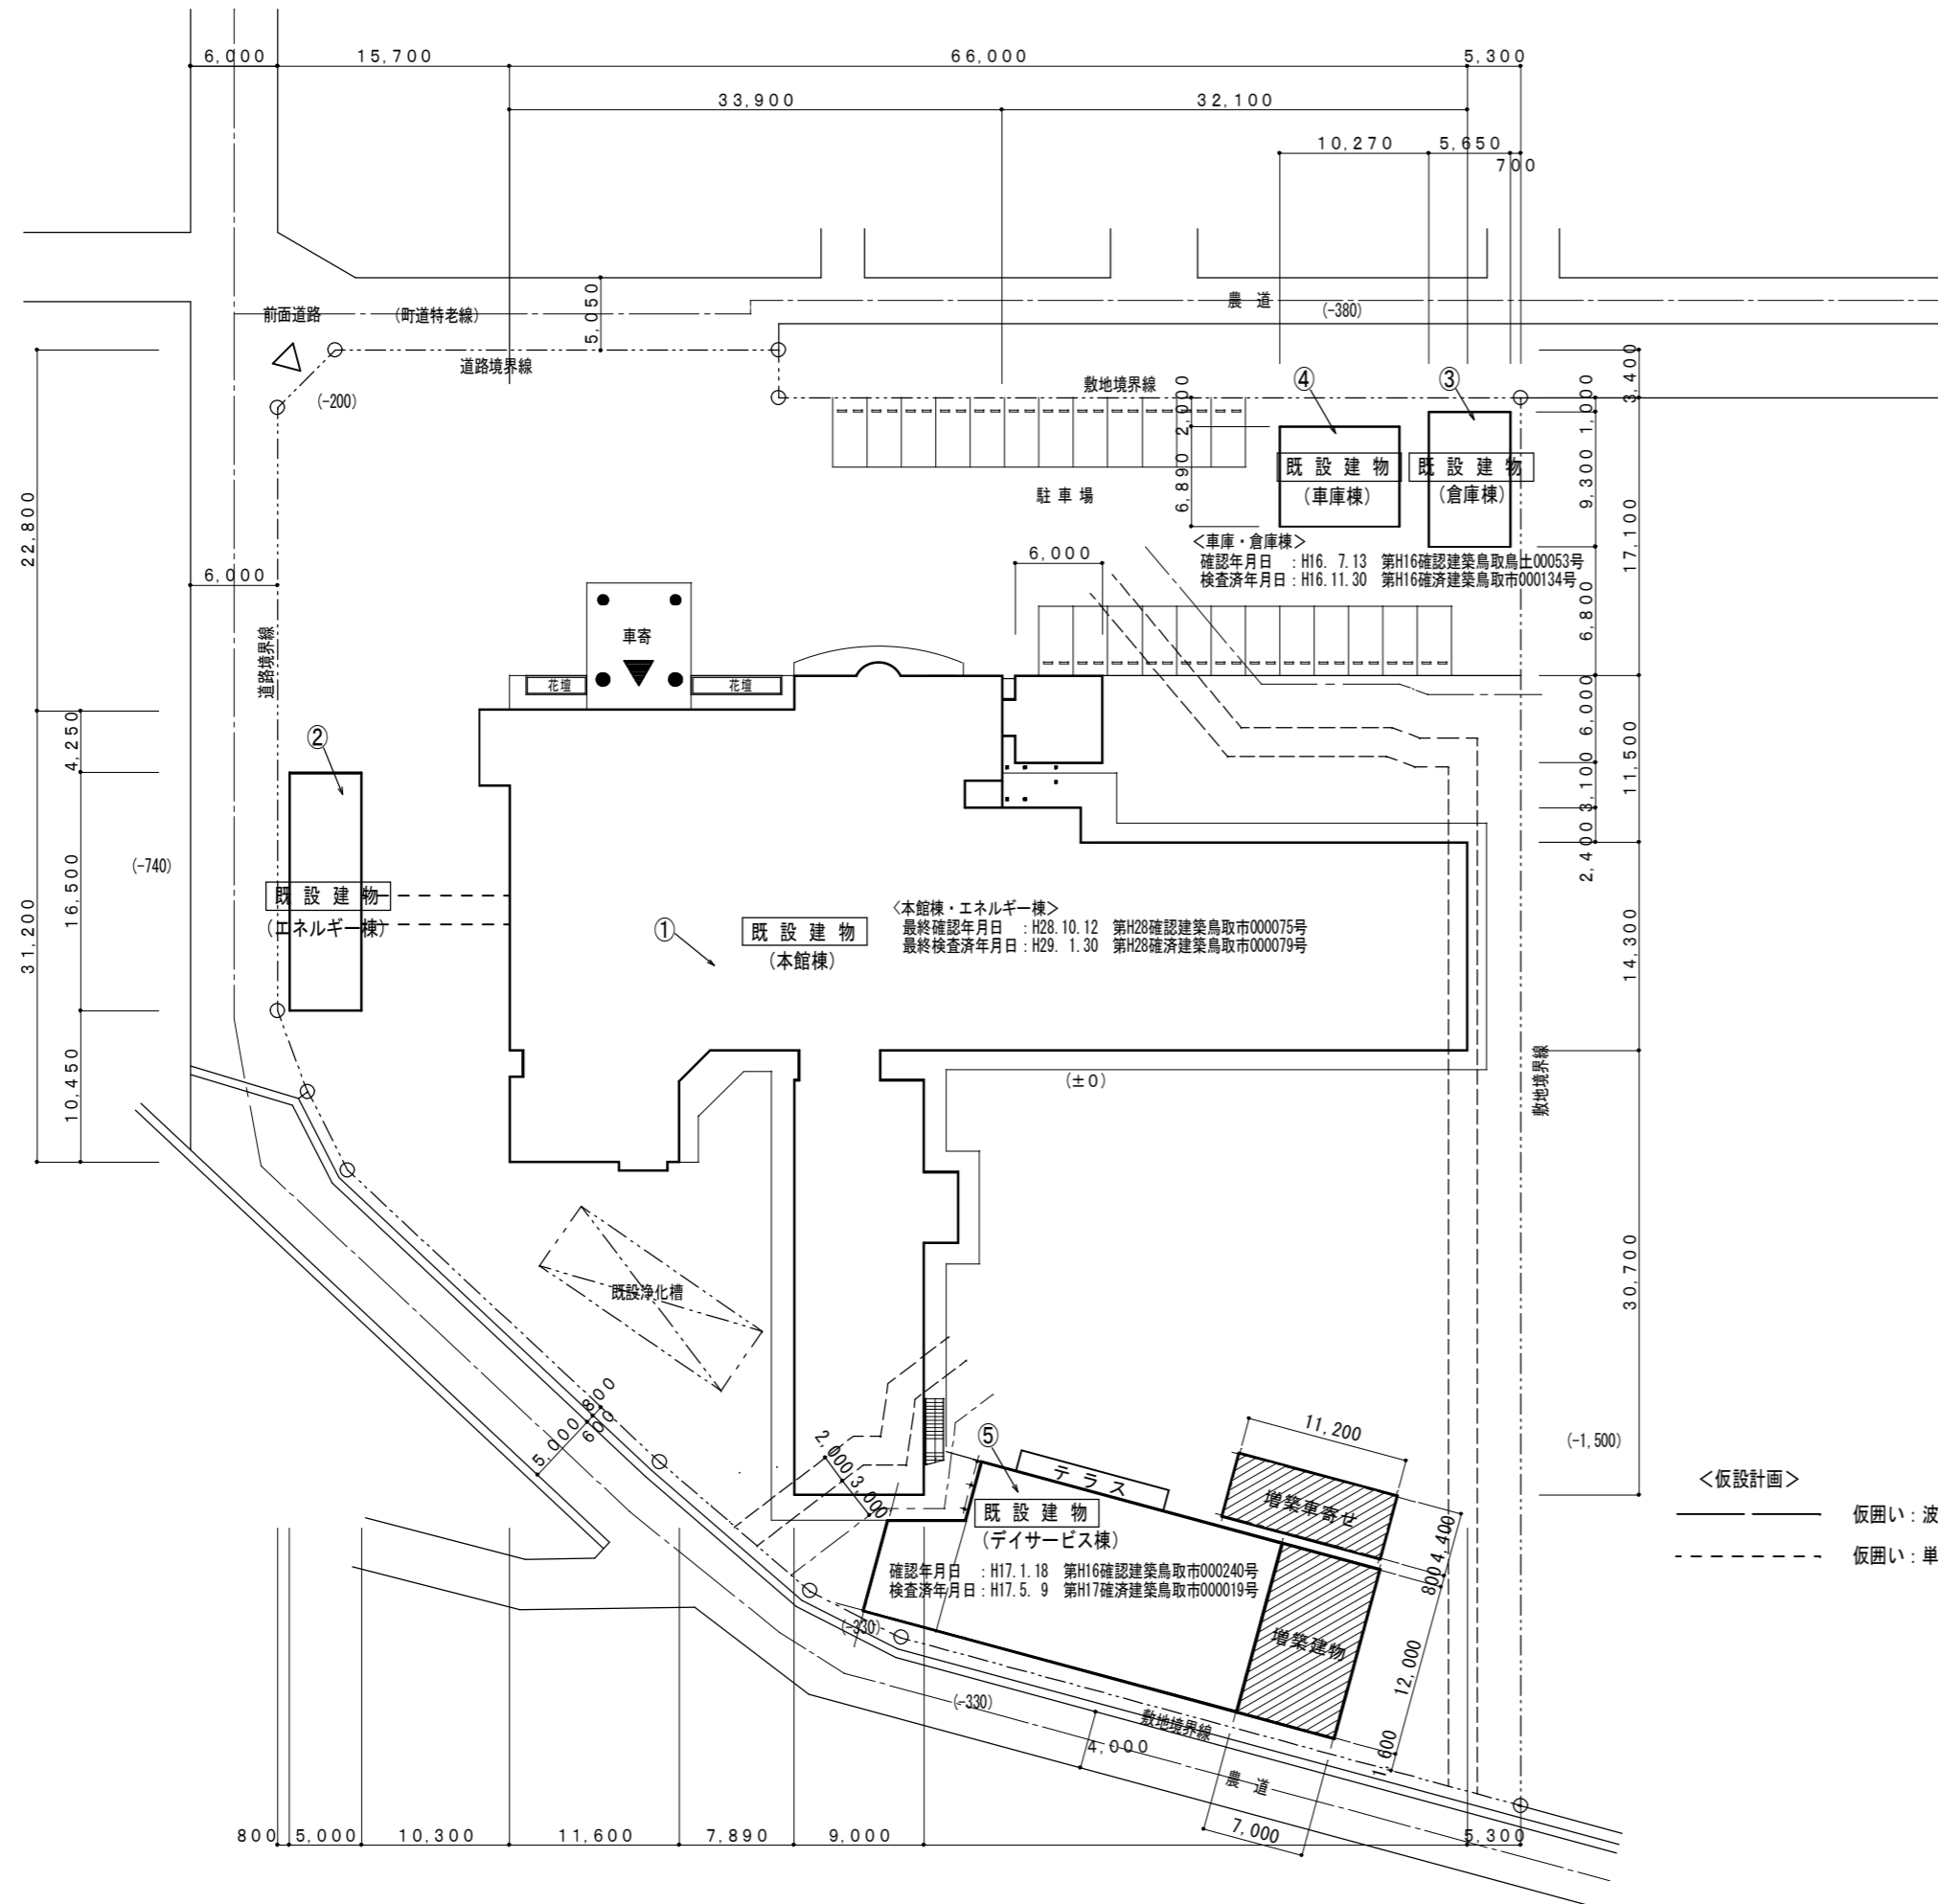 6,000
15,700
66,000
5,300
33,900
32,100
10,270
5,650
700
前面道路
(町道特老線)
5,050
農 道
(-380)
道路境界線
(-200)
敷地境界線
④
③
2,000
6,890
既 設 建 物
(車庫棟)
既 設 建 物
(倉庫棟)
3,400
1,000
9,300
17,100
6,800
駐 車 場
<車庫・倉庫棟>
確認年月日 :H16. 7.13 第H16確認建築鳥取鳥土00053号
検査済年月日:H16.11.30 第H16確済建築鳥取市000134号
22,800
6,000
6,000
道路境界線
車寄
花壇
花壇
②
4,250
16,500
31,200
10,450
(-740)
既 設 建 物
(エネルギー棟)
①
既 設 建 物
(本館棟)
<本館棟・エネルギー棟>
最終確認年月日 :H28.10.12 第H28確認建築鳥取市000075号
最終検査済年月日:H29. 1.30 第H28確済建築鳥取市000079号
6,000
3,100
2,400
11,500
14,300
30,700
(±0)
敷地境界線
既設浄化槽
800
600
5,000
2,000
3,000
⑤
テラス
11,200
(-1,500)
既 設 建 物
(デイサービス棟)
増築車寄せ
4,400
800
確認年月日 :H17.1.18 第H16確認建築鳥取市000240号
検査済年月日:H17.5. 9 第H17確済建築鳥取市000019号
(-330)
増築建物
12,000
(-330)
敷地境界線
4,000
1,600
農 道
7,000
<仮設計画>
仮囲い:波
仮囲い:単
800
5,000
10,300
11,600
7,890
9,000
5,300